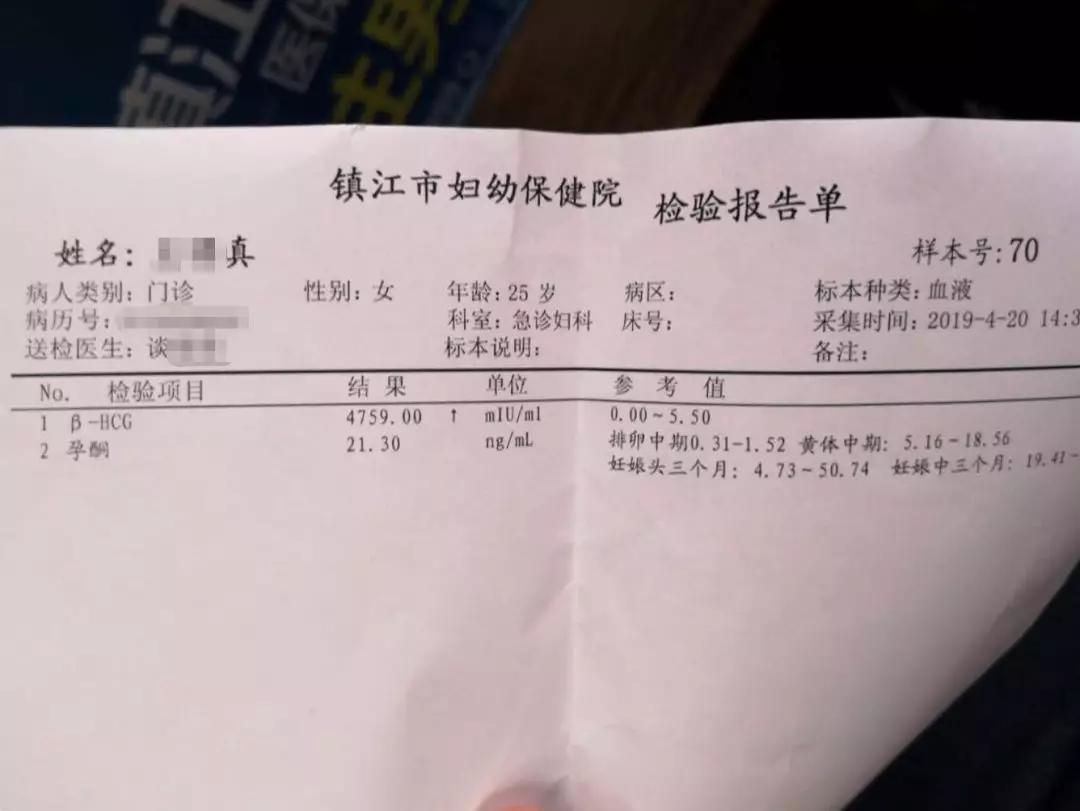 镇江
医保
生
镇江市妇幼保健院 检验报告单
姓名: 真 样本号:70
病人类别:门诊 性别:女 年龄:25 岁 病区: 标本种类:血液
病历号: 科室:急诊妇科 床号: 采集时间:2019-4-20 14:3
送检医生:谈 标本说明: 备注:
No. 检验项目 结 果 单位 参 考 值
1 β-HCG 4759.00 ↑ mIU/ml 0.00~5.50
2 孕酮 21.30 ng/mL 排卵中期0.31-1.52 黄体中期: 5.16~18.56
妊娠头三个月: 4.73~50.74 妊娠中三个月: 19.41-